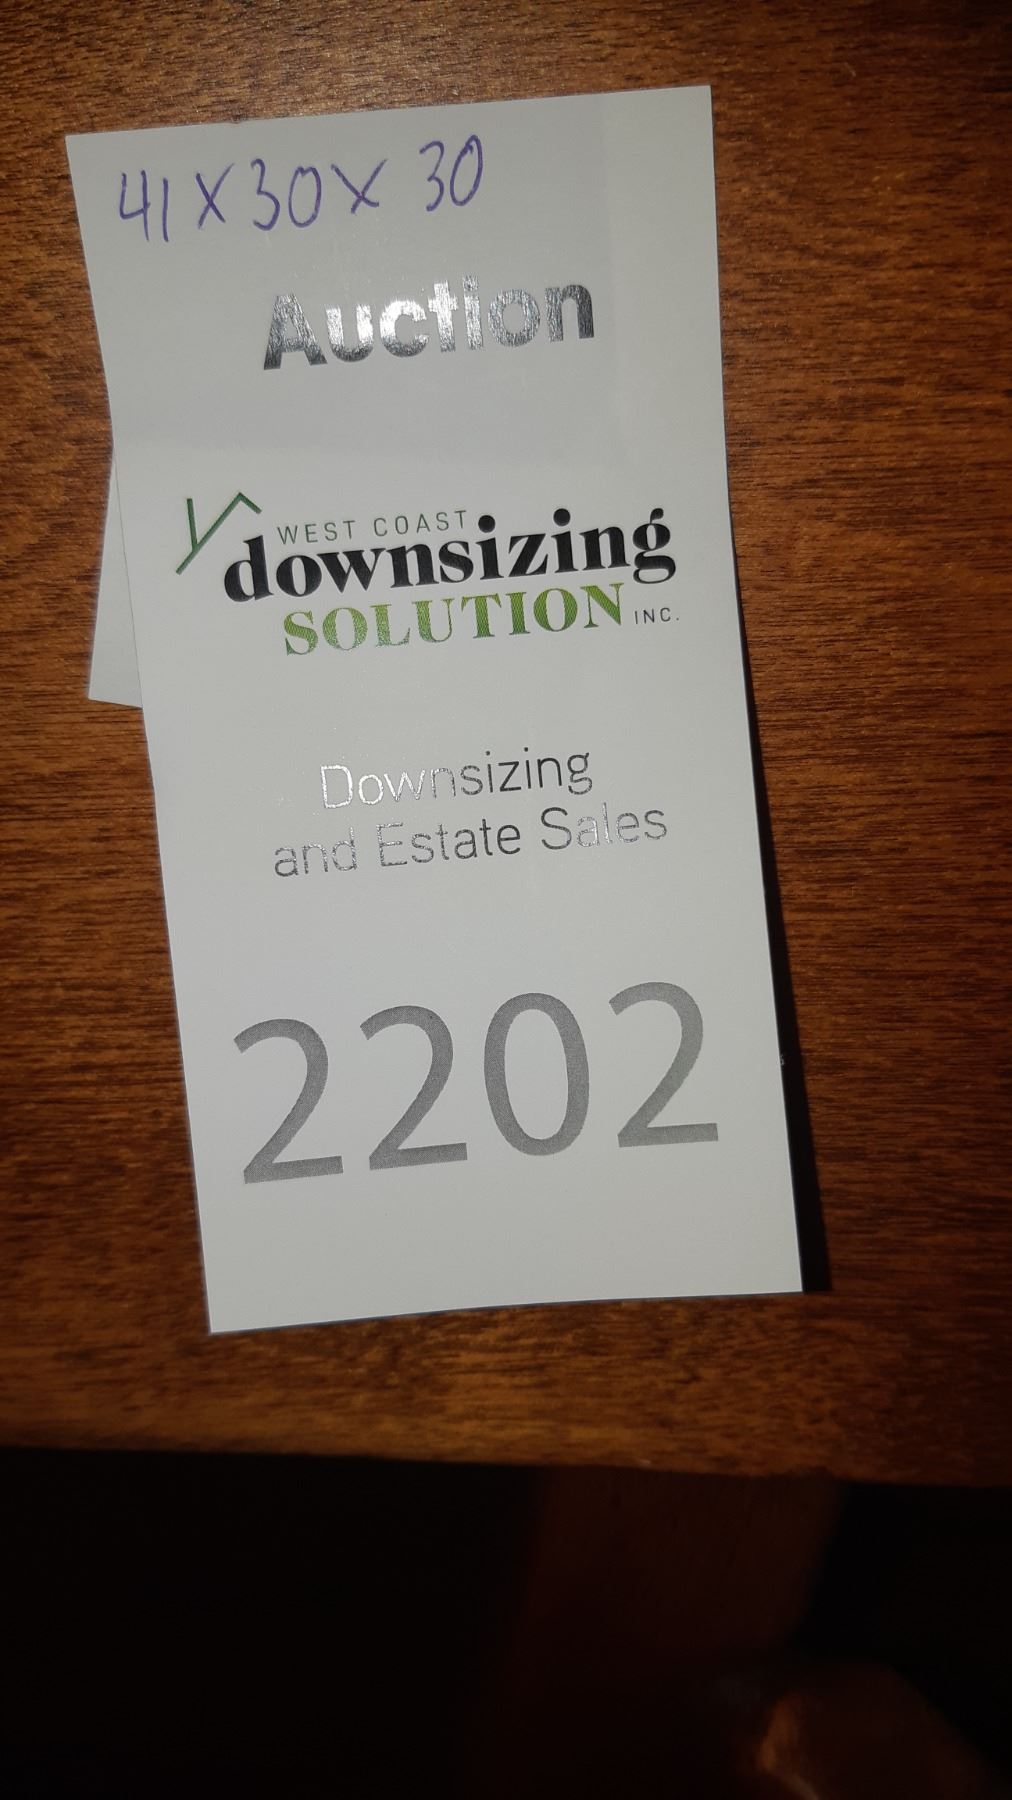 41 X 30 X 30
Auction
WEST COAST
downsizing
SOLUTION INC.
Downsizing
and Estate Sales
2202